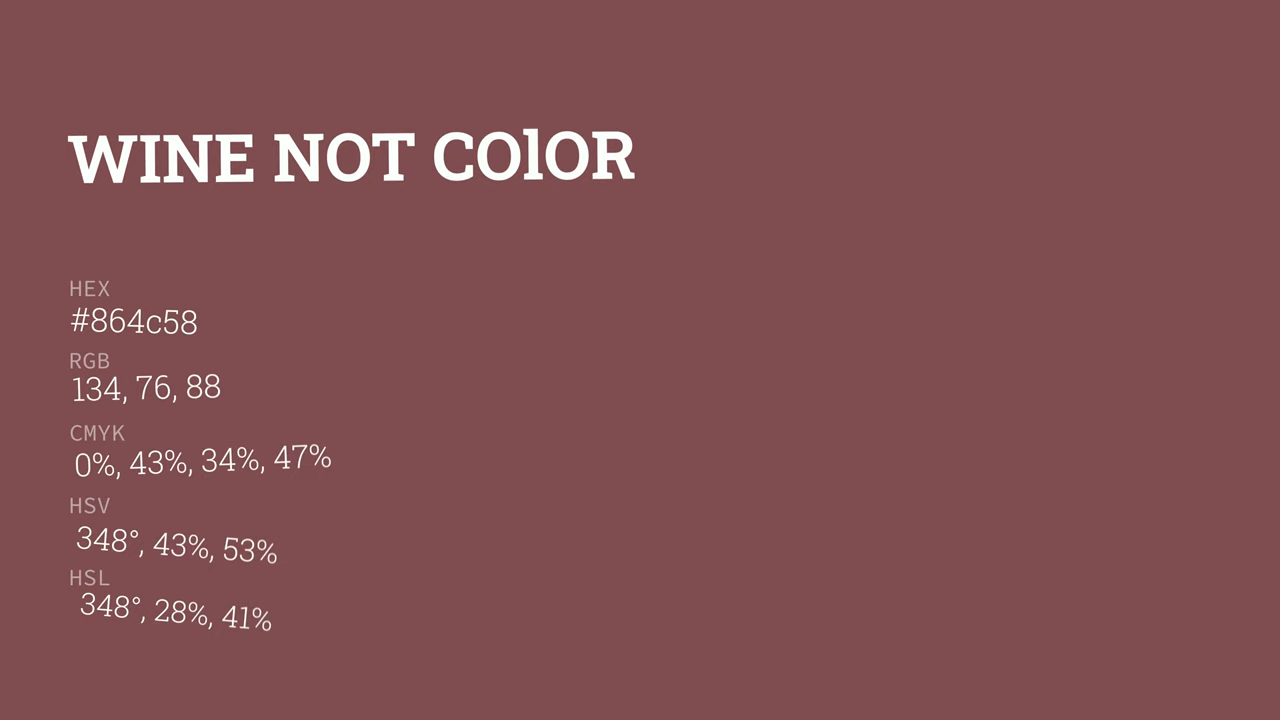 WINE NOT COlOR
HEX
#864c58
RGB
134, 76, 88
CMYK
0%, 43%, 34%, 47%
HSV
348°, 43%, 53%
HSL
348°, 28%, 41%